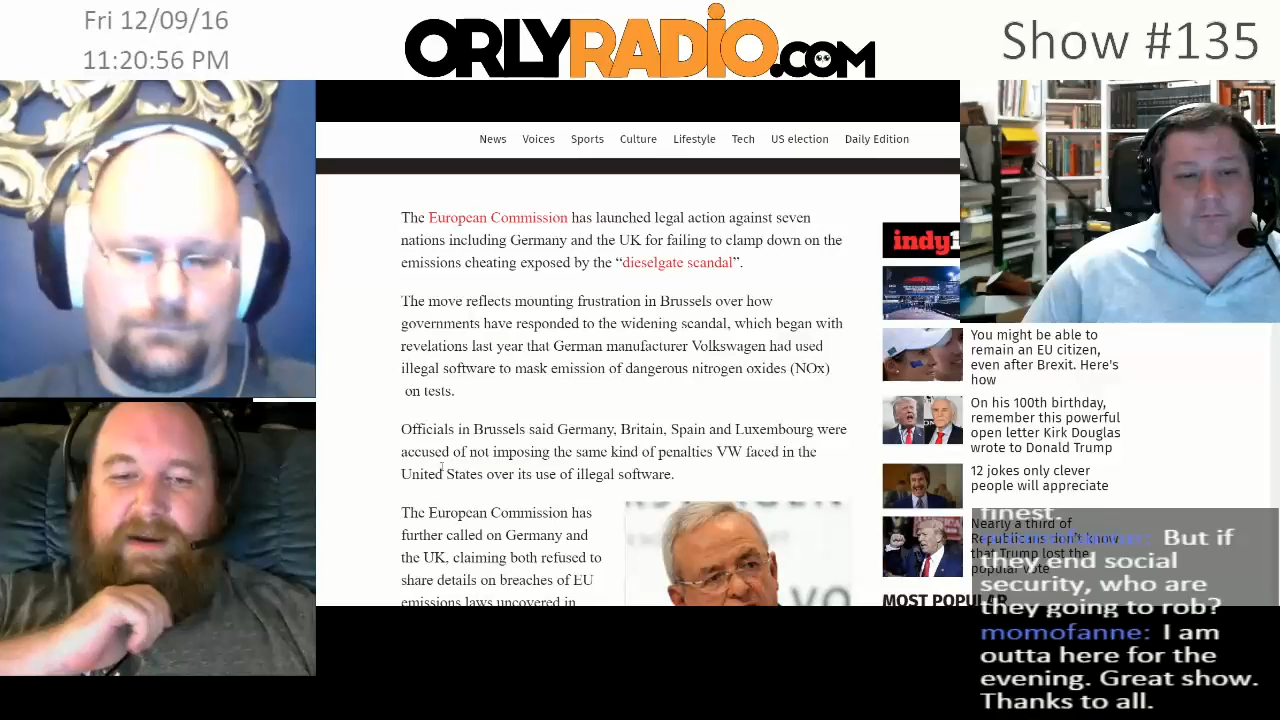 Fri 12/09/16
11:20:56 PM
ORLYRADIO.COM
Show #135
News Voices Sports Culture Lifestyle Tech US election Daily Edition
The European Commission has launched legal action against seven
nations including Germany and the UK for failing to clamp down on the
emissions cheating exposed by the “dieselgate scandal”.
The move reflects mounting frustration in Brussels over how
governments have responded to the widening scandal, which began with
revelations last year that German manufacturer Volkswagen had used
illegal software to mask emission of dangerous nitrogen oxides (NOx)
on tests.
Officials in Brussels said Germany, Britain, Spain and Luxembourg were
accused of not imposing the same kind of penalties VW faced in the
United States over its use of illegal software.
The European Commission has
further called on Germany and
the UK, claiming both refused to
share details on breaches of EU
emissions laws uncovered in
indy
You might be able to
remain an EU citizen,
even after Brexit. Here's
how
On his 100th birthday,
remember this powerful
open letter Kirk Douglas
wrote to Donald Trump
12 jokes only clever
people will appreciate
Nearly a third of
Republicans don't know
that Trump lost the
popular vote
MOST POPULAR
finest.
momofanne: But if
they end social
security, who are
they going to rob?
momofanne: I am
outta here for the
evening. Great show.
Thanks to all.